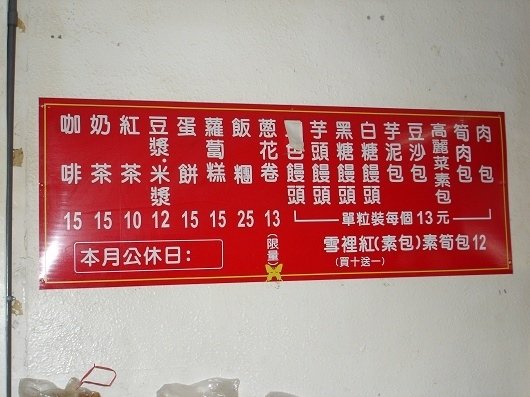 肉包
筍肉包
高麗菜素包
豆沙包
芋泥包
白糖饅頭
黑糖饅頭
芋頭饅頭
色饅頭
單粒裝每個13元
蔥花卷
13
(限量)
飯糰
25
蘿蔔糕
15
蛋餅
15
豆漿·米漿
12
紅茶
10
奶茶
15
咖啡
15
雪裡紅(素包)素筍包12
(買十送一)
本月公休日: